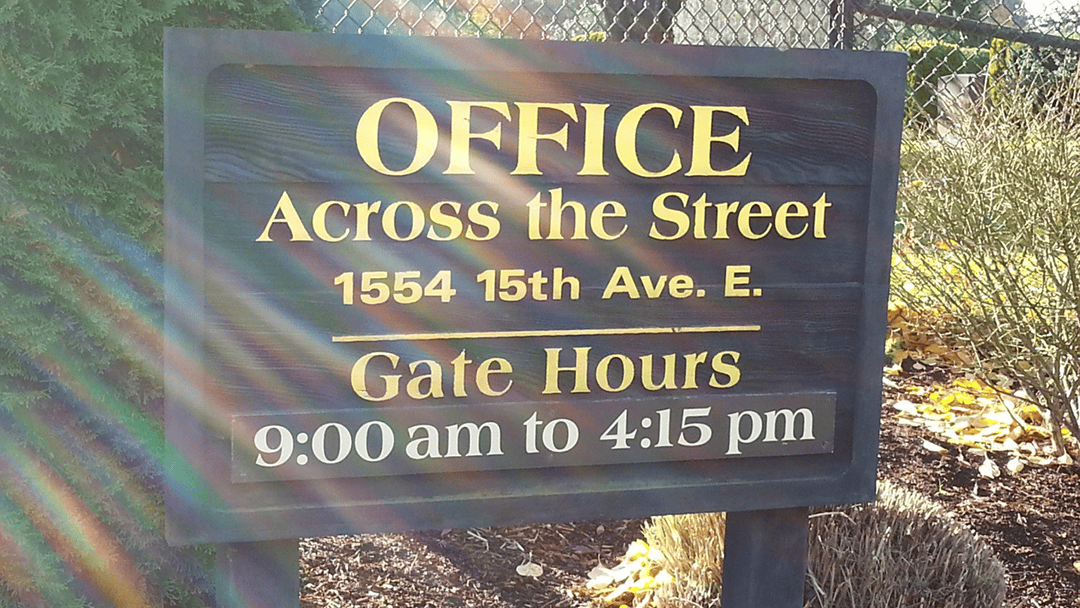 OFFICE
Across the Street
1554 15th Ave. E.
Gate Hours
9:00 am to 4:15 pm